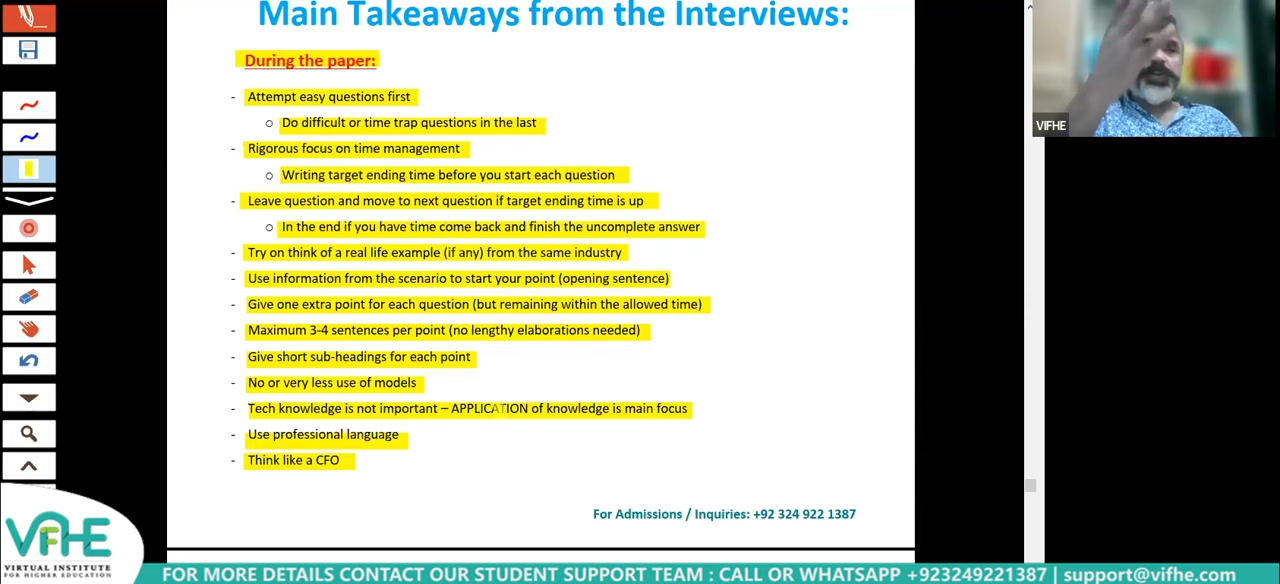 Main Takeaways from the Interviews:
During the paper:
- Attempt easy questions first
o Do difficult or time trap questions in the last
- Rigorous focus on time management
o Writing target ending time before you start each question
- Leave question and move to next question if target ending time is up
o In the end if you have time come back and finish the uncomplete answer
- Try on think of a real life example (if any) from the same industry
- Use information from the scenario to start your point (opening sentence)
- Give one extra point for each question (but remaining within the allowed time)
- Maximum 3-4 sentences per point (no lengthy elaborations needed)
- Give short sub-headings for each point
- No or very less use of models
- Tech knowledge is not important – APPLICATION of knowledge is main focus
- Use professional language
- Think like a CFO
For Admissions / Inquiries: +92 324 922 1387
VIFHE
VIFHE
VIRTUAL INSTITUTE
FOR HIGHER EDUCATION
FOR MORE DETAILS CONTACT OUR STUDENT SUPPORT TEAM : CALL OR WHATSAPP +923249221387 | support@vifhe.com